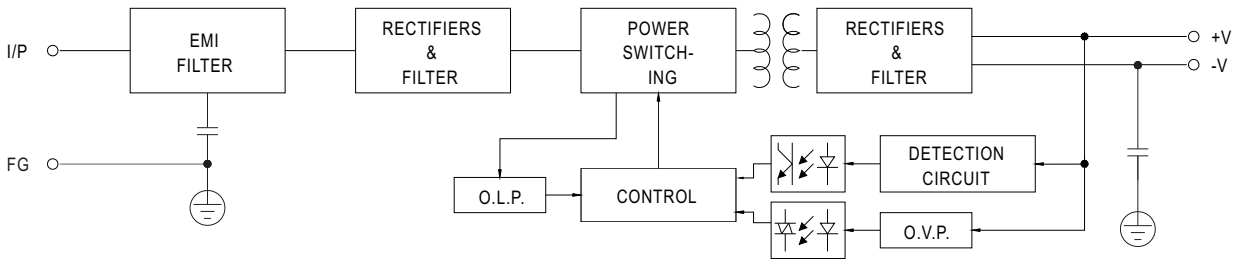 I/P
EMI
FILTER
RECTIFIERS
&
FILTER
POWER
SWITCH-
ING
RECTIFIERS
&
FILTER
+V
-V
FG
O.L.P.
CONTROL
DETECTION
CIRCUIT
O.V.P.